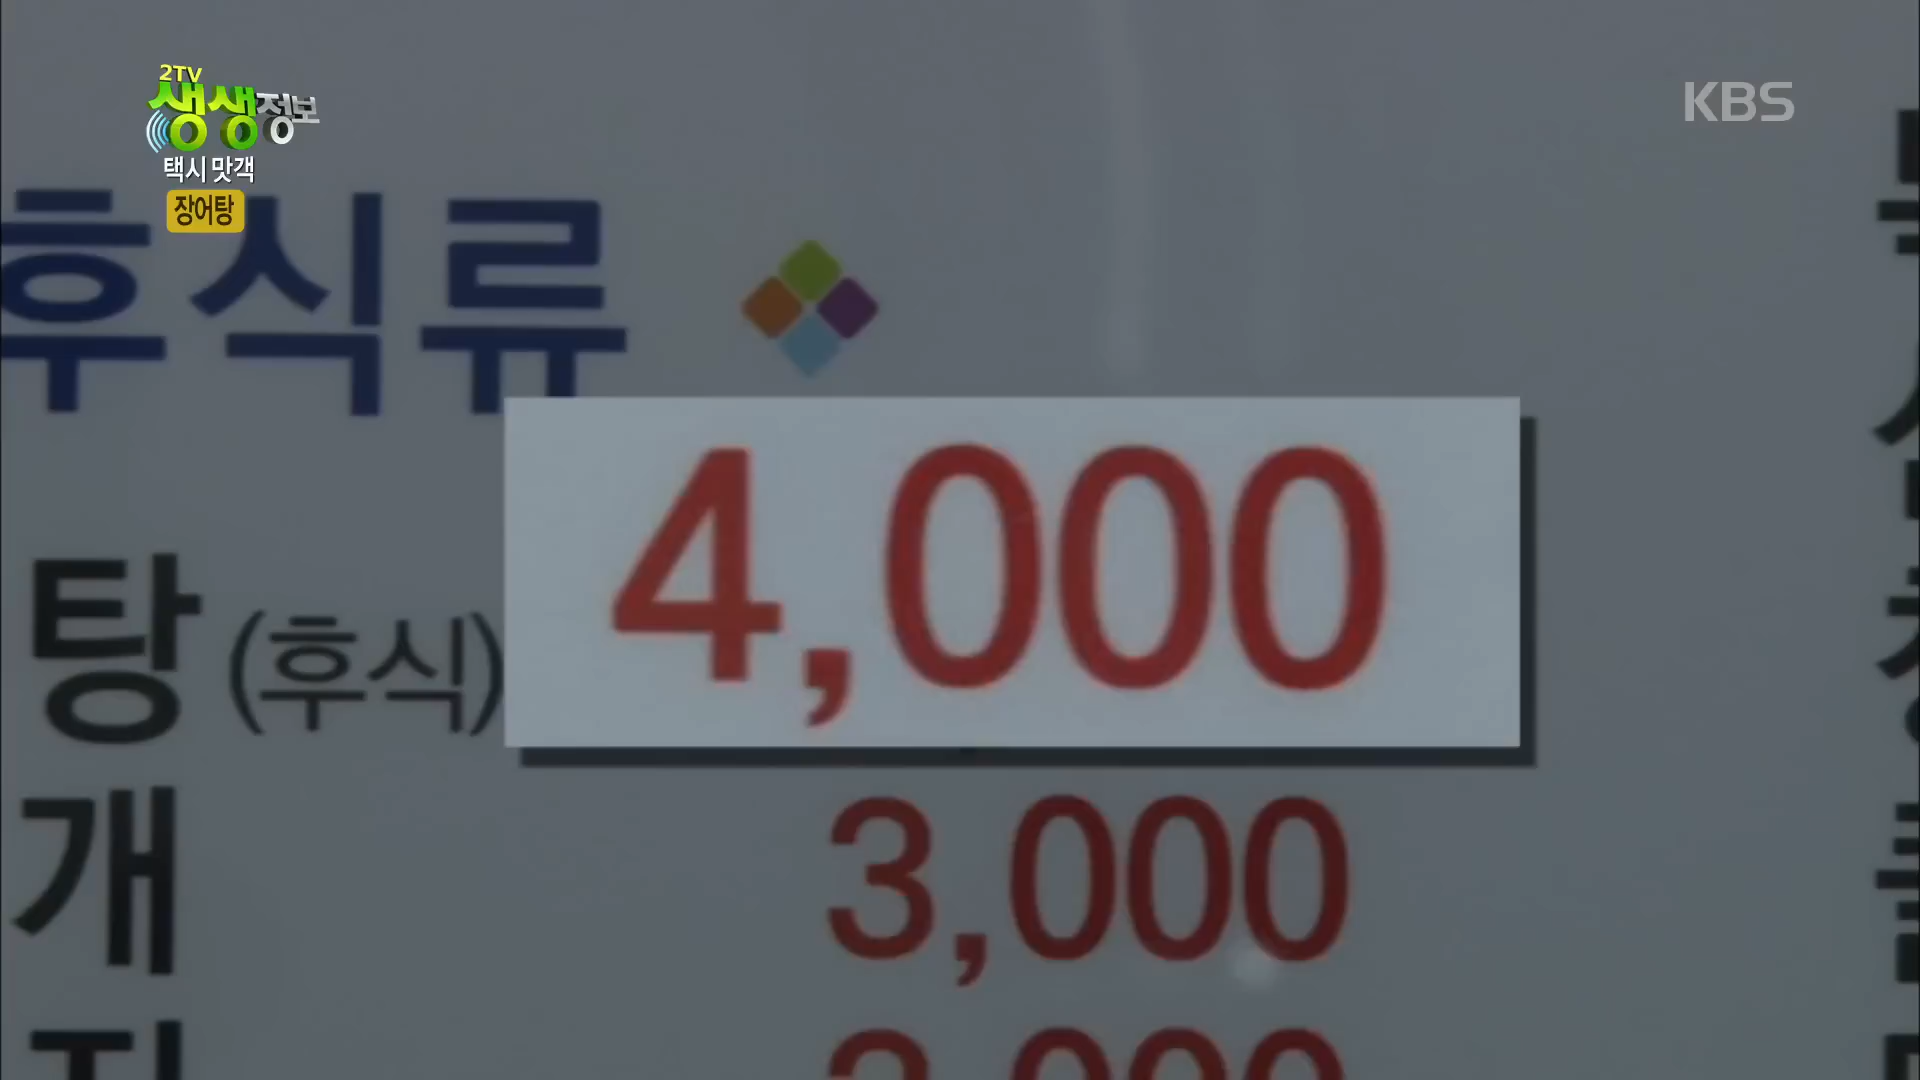 2TV
생생정보
KBS
택시 맛객
장어탕
후식류
탕(후식) 4,000
개 3,000